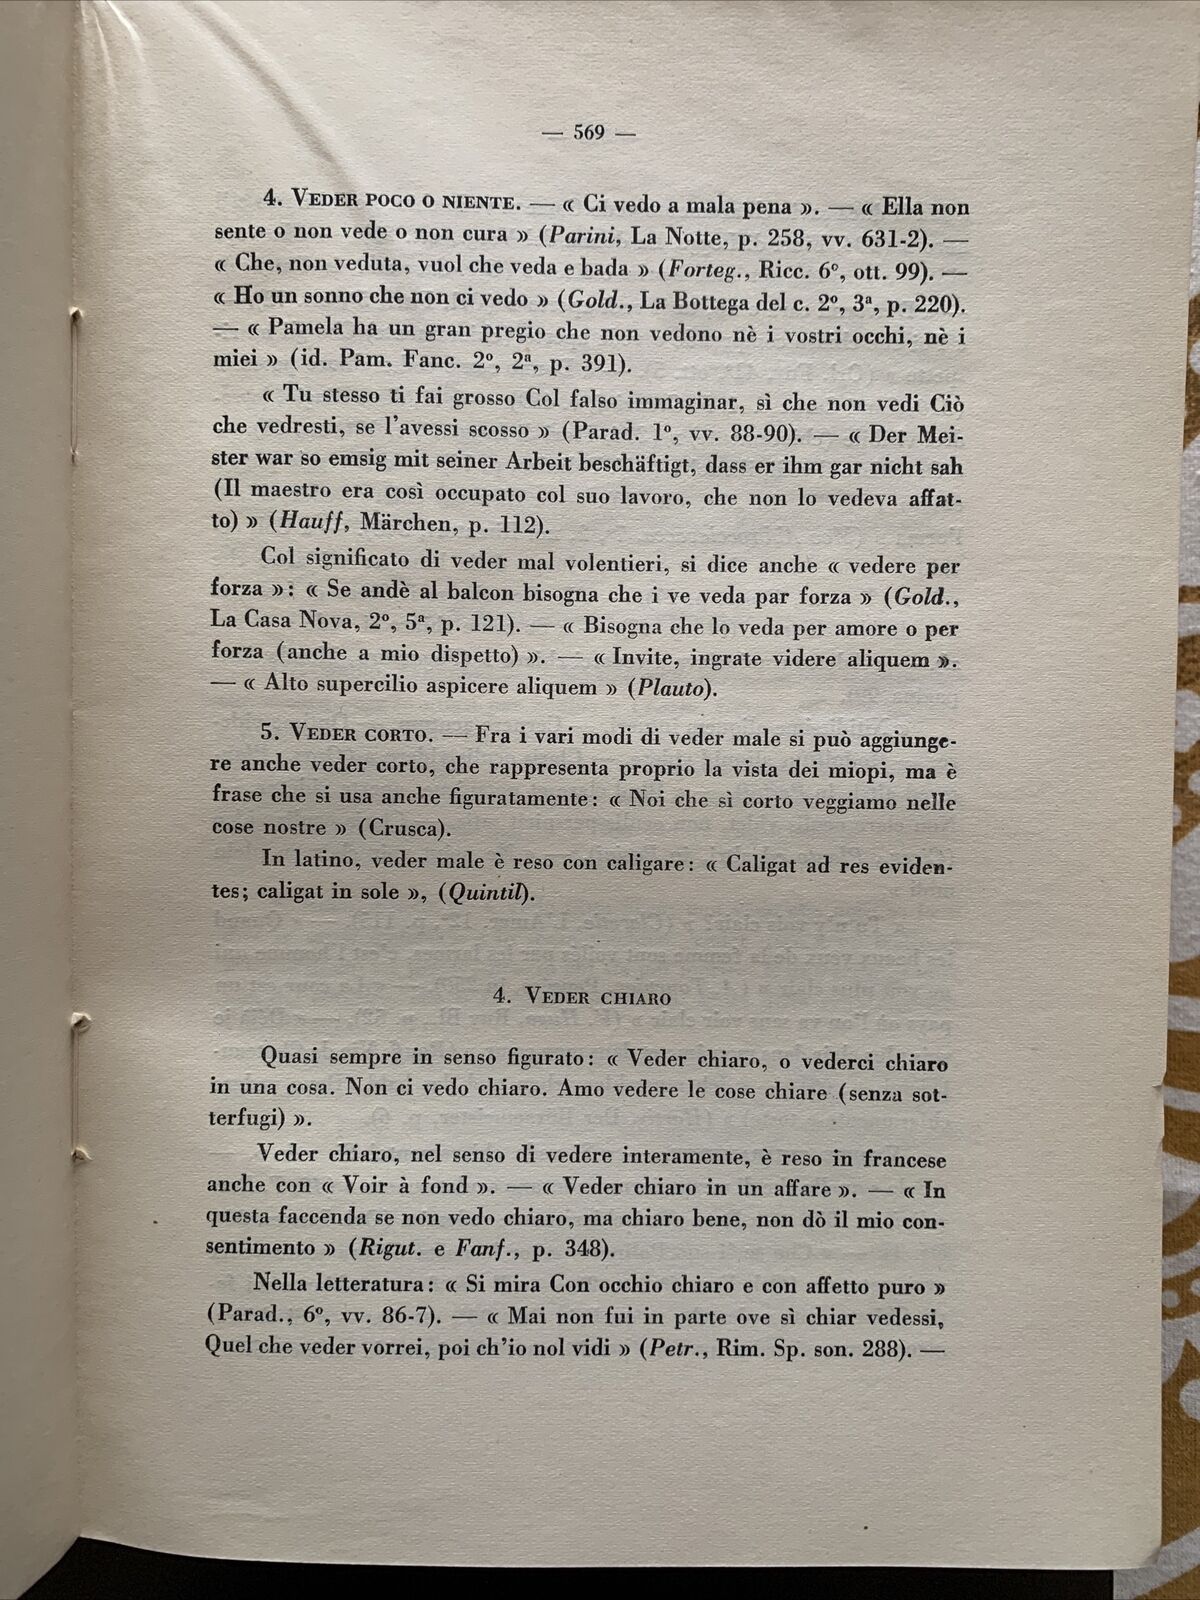 — 569 —
4. VEDER POCO O NIENTE. — « Ci vedo a mala pena ». — « Ella non
sente o non vede o non cura » (Parini, La Notte, p. 258, vv. 631-2). —
« Che, non veduta, vuol che veda e bada » (Forteg., Ricc. 6º, ott. 99). —
« Ho un sonno che non ci vedo » (Gold., La Bottega del c. 2º, 3ª, p. 220).
— « Pamela ha un gran pregio che non vedono nè i vostri occhi, nè i
miei » (id. Pam. Fanc. 2º, 2ª, p. 391).
« Tu stesso ti fai grosso Col falso immaginar, sì che non vedi Ciò
che vedresti, se l'avessi scosso » (Parad. 1º, vv. 88-90). — « Der Mei-
ster war so emsig mit seiner Arbeit beschäftigt, dass er ihm gar nicht sah
(Il maestro era così occupato col suo lavoro, che non lo vedeva affat-
to) » (Hauff, Märchen, p. 112).
Col significato di veder mal volentieri, si dice anche « vedere per
forza »: « Se andè al balcon bisogna che i ve veda par forza » (Gold.,
La Casa Nova, 2º, 5ª, p. 121). — « Bisogna che lo veda per amore o per
forza (anche a mio dispetto) ». — « Invite, ingrate videre aliquem ».
— « Alto supercilio aspicere aliquem » (Plauto).
5. VEDER CORTO. — Fra i vari modi di veder male si può aggiunge-
re anche veder corto, che rappresenta proprio la vista dei miopi, ma è
frase che si usa anche figuratamente: « Noi che sì corto veggiamo nelle
cose nostre » (Crusca).
In latino, veder male è reso con caligare: « Caligat ad res eviden-
tes; caligat in sole », (Quintil).
4. VEDER CHIARO
Quasi sempre in senso figurato: « Veder chiaro, o vederci chiaro
in una cosa. Non ci vedo chiaro. Amo vedere le cose chiare (senza sot-
terfugi) ».
Veder chiaro, nel senso di vedere interamente, è reso in francese
anche con « Voir à fond ». — « Veder chiaro in un affare ». — « In
questa faccenda se non vedo chiaro, ma chiaro bene, non dò il mio con-
sentimento » (Rigut. e Fanf., p. 348).
Nella letteratura: « Si mira Con occhio chiaro e con affetto puro »
(Parad., 6º, vv. 86-7). — « Mai non fui in parte ove sì chiar vedessi,
Quel che veder vorrei, poi ch'io nol vidi » (Petr., Rim. Sp. son. 288). —